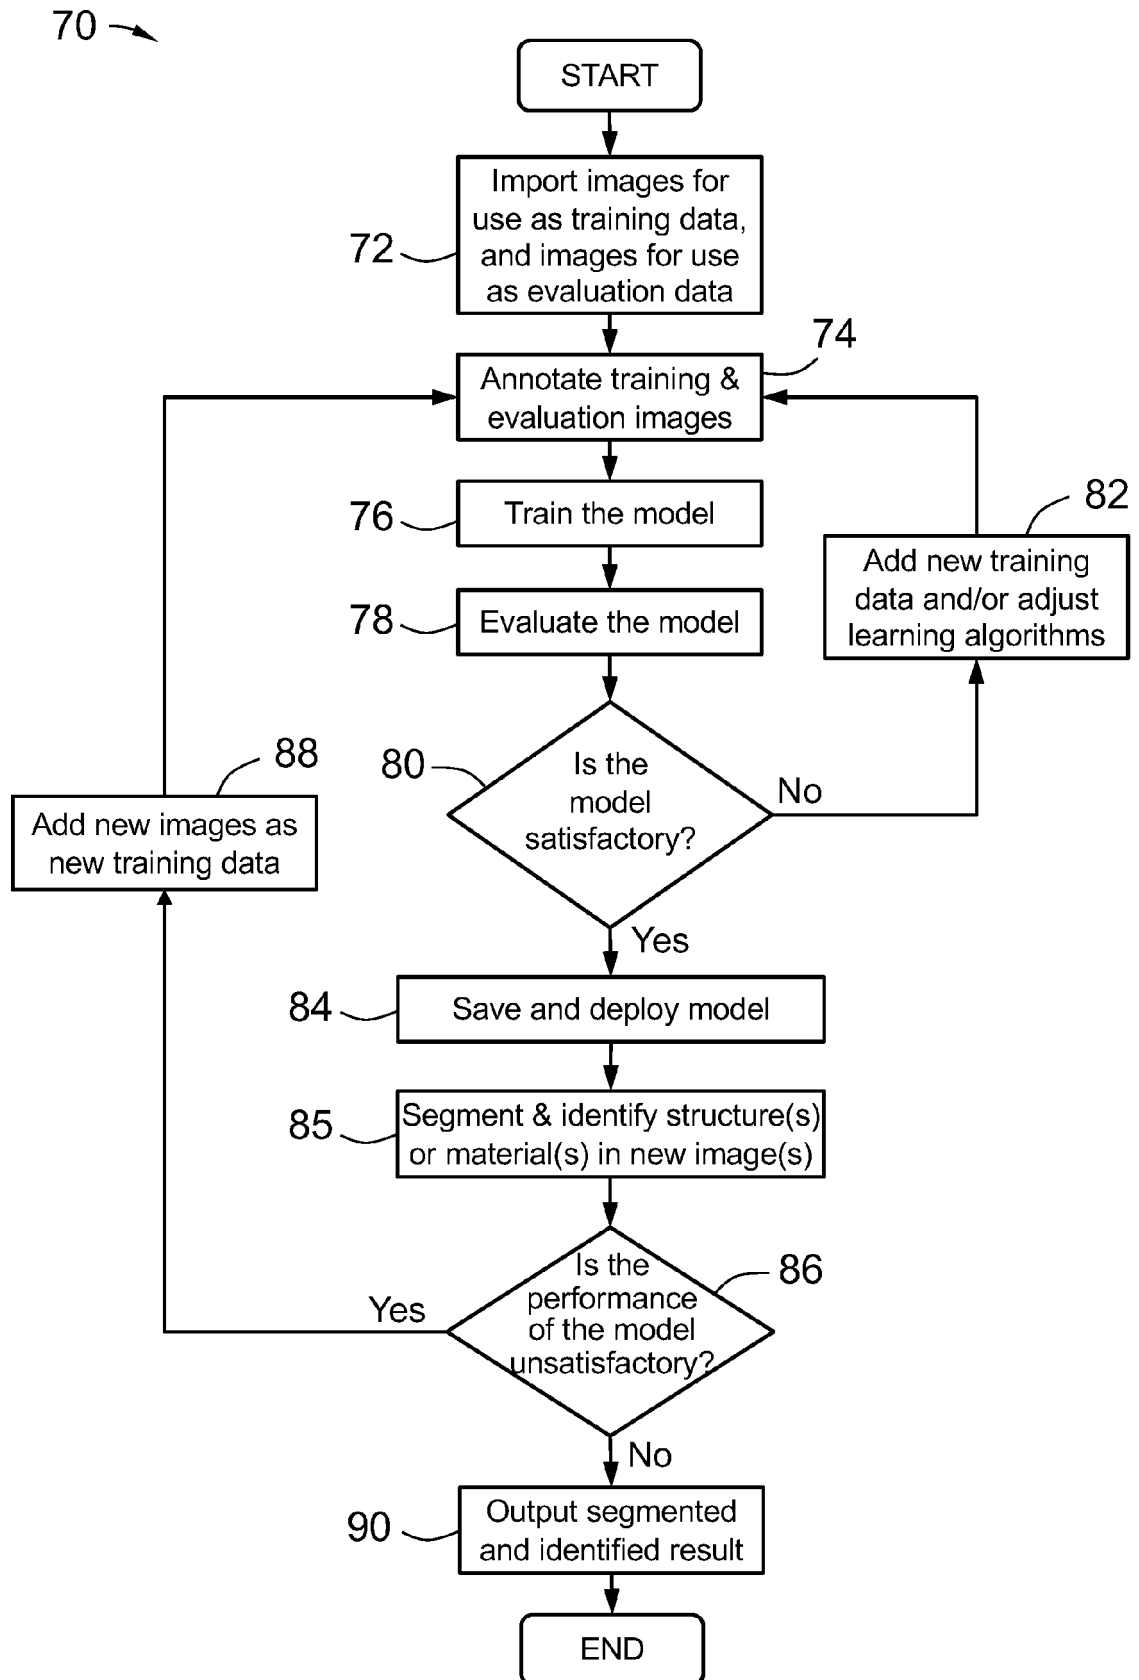 70
START
72
Import images for
use as training data,
and images for use
as evaluation data
74
Annotate training &
evaluation images
76
Train the model
82
Add new training
data and/or adjust
learning algorithms
78
Evaluate the model
80
Is the
model
satisfactory?
No
Yes
88
Add new images as
new training data
84
Save and deploy model
85
Segment & identify structure(s)
or material(s) in new image(s)
86
Is the
performance
of the model
unsatisfactory?
Yes
No
90
Output segmented
and identified result
END